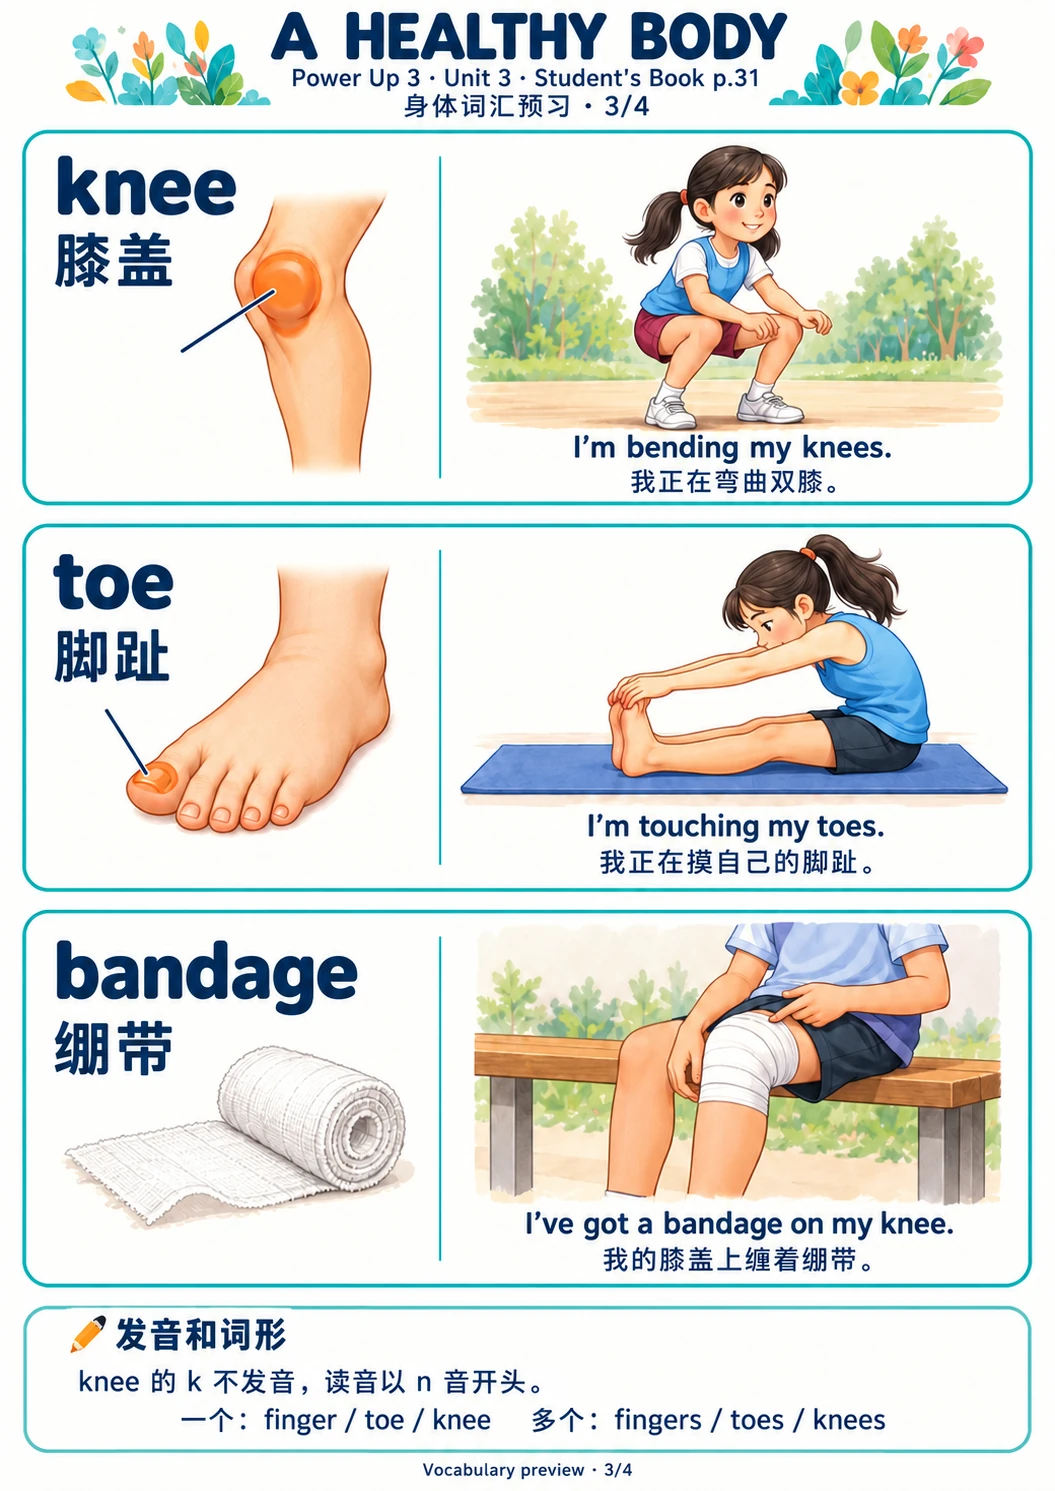 A HEALTHY BODY
Power Up 3 · Unit 3 · Student's Book p.31
身体词汇预习 · 3/4
knee
膝盖
I'm bending my knees.
我正在弯曲双膝。
toe
脚趾
I'm touching my toes.
我正在摸自己的脚趾。
bandage
绷带
I've got a bandage on my knee.
我的膝盖上缠着绷带。
发音和词形
knee 的 k 不发音，读音以 n 音开头。
一个：finger / toe / knee 多个：fingers / toes / knees
Vocabulary preview · 3/4